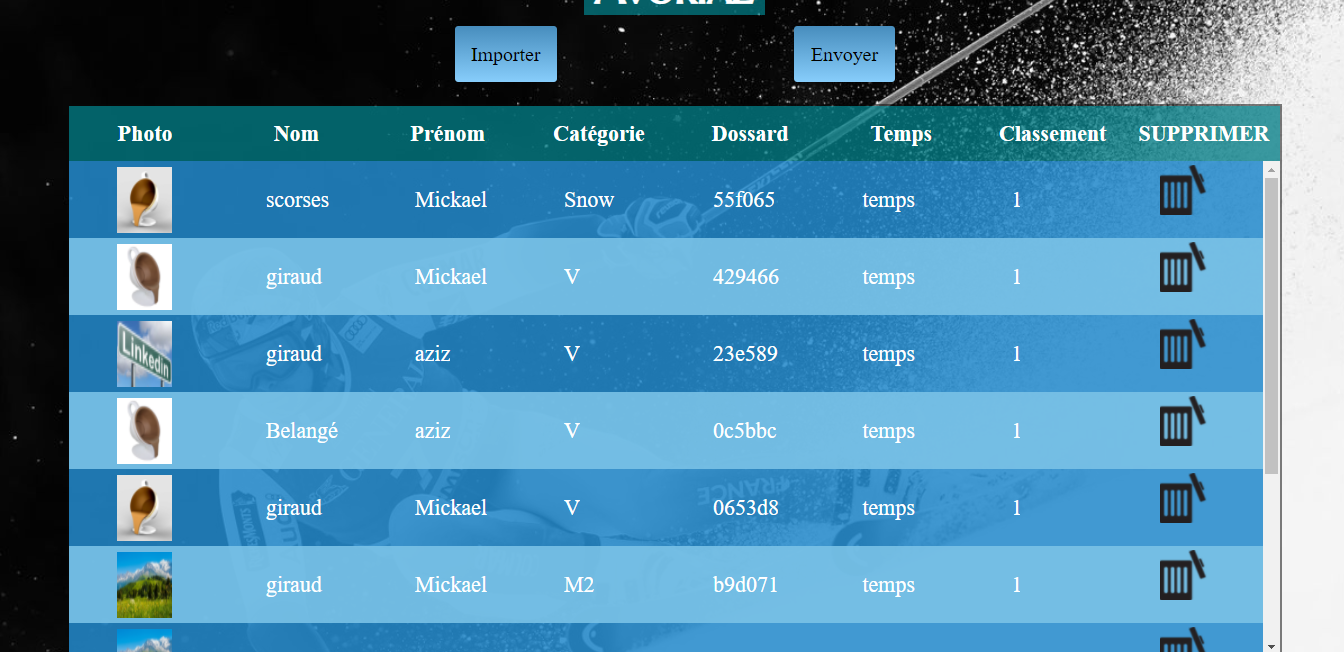 Importer Envoyer
Photo Nom Prénom Catégorie Dossard Temps Classement SUPPRIMER
scorses Mickael Snow 55f065 temps 1
giraud Mickael V 429466 temps 1
Linkedin giraud aziz V 23e589 temps 1
Belangé aziz V 0c5bbc temps 1
giraud Mickael V 0653d8 temps 1
FRANCE
giraud Mickael M2 b9d071 temps 1